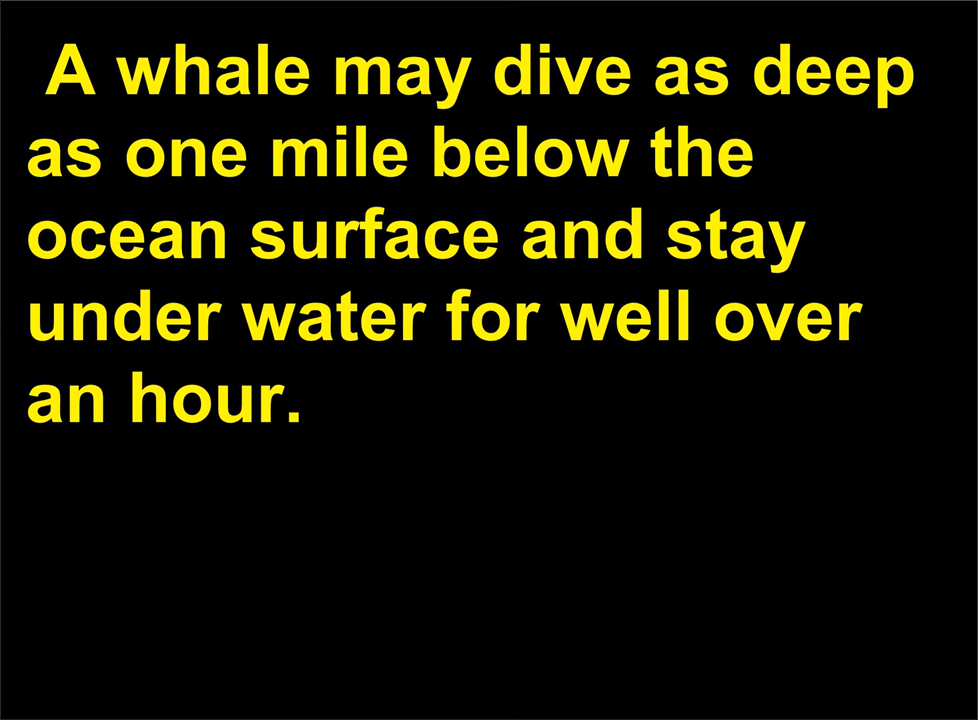 A whale may dive as deep
as one mile below the
ocean surface and stay
under water for well over
an hour.